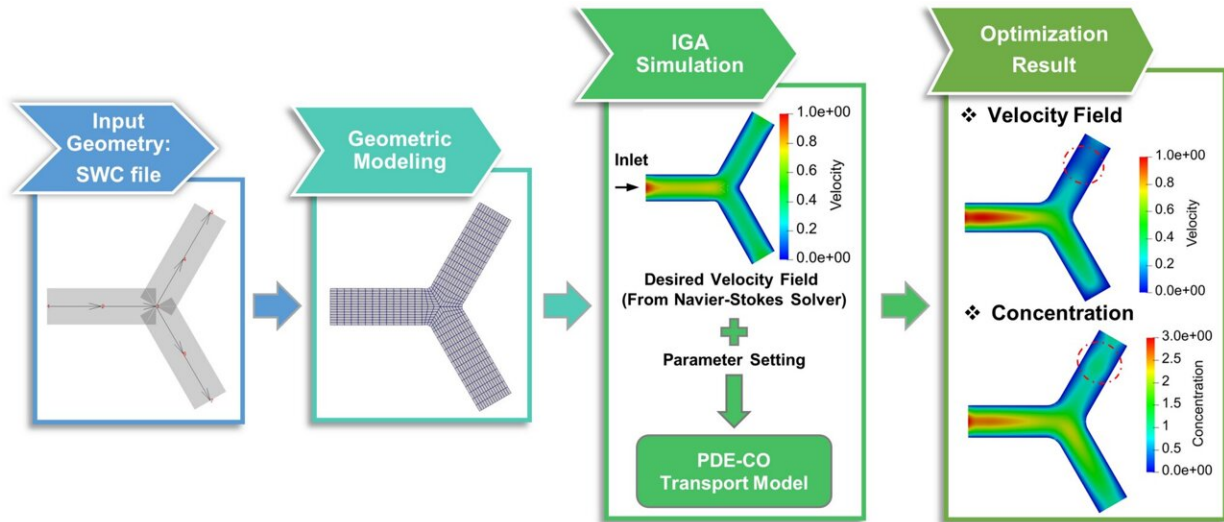 Input
Geometry:
SWC file
Geometric
Modeling
IGA
Simulation
Inlet
1.0e+00
0.8
0.6
0.4
0.2
0.0e+00
Velocity
Desired Velocity Field
(From Navier-Stokes Solver)
Parameter Setting
PDE-CO
Transport Model
Optimization
Result
❖ Velocity Field
1.0e+00
0.8
0.6
0.4
0.2
0.0e+00
Velocity
❖ Concentration
3.0e+00
2.5
2
1.5
1
0.5
0.0e+00
Concentration